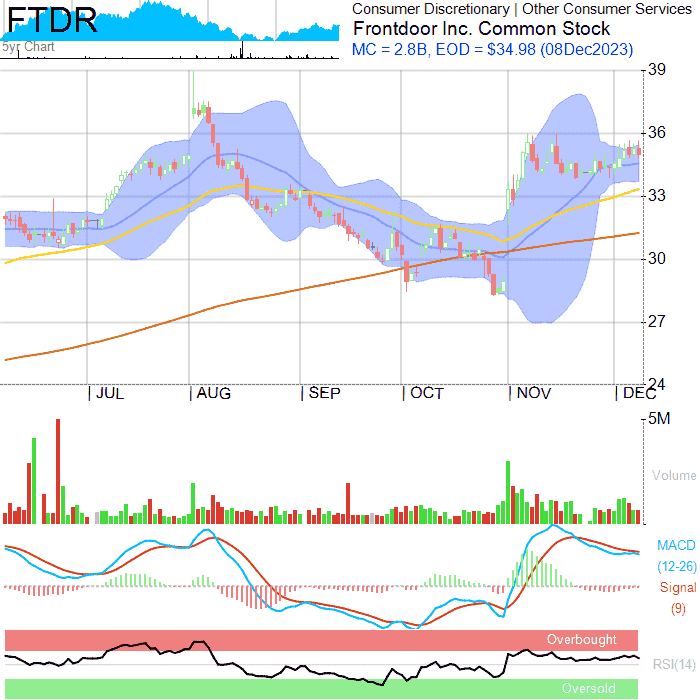 FTDR
5yr Chart
Consumer Discretionary | Other Consumer Services
Frontdoor Inc. Common Stock
MC = 2.8B, EOD = $34.98 (08Dec2023)
39
36
33
30
27
24
JUL AUG SEP OCT NOV DEC
5M
Volume
MACD
(12-26)
Signal
(9)
Overbought
RSI(14)
Oversold